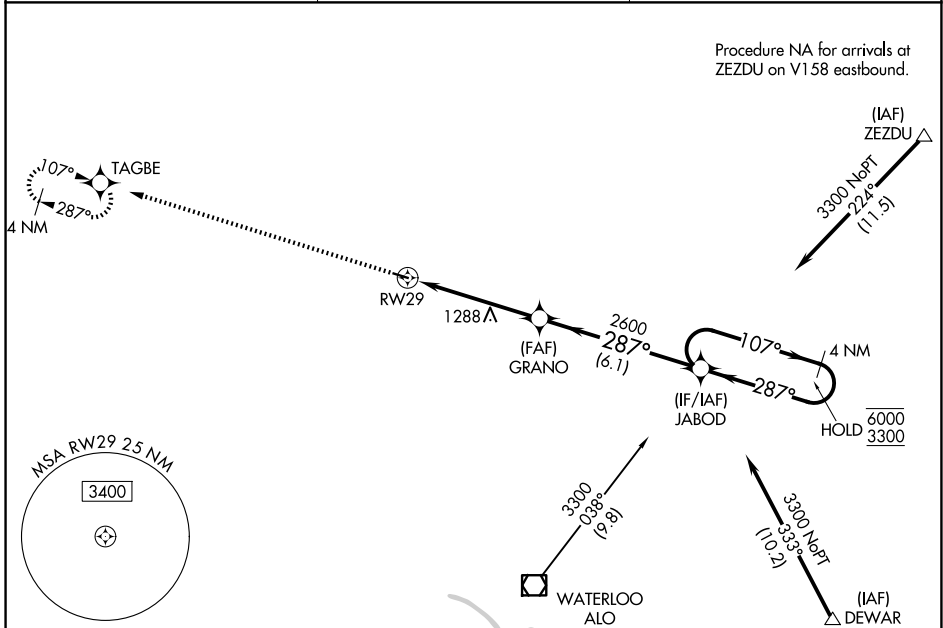 Procedure NA for arrivals at
ZEZDU on V158 eastbound.
(IAF)
ZEZDU
3300 NoPT
224°
(11.5)
TAGBE
107°
287°
4 NM
RW29
1288
(FAF)
GRANO
2600
287°
(6.1)
107°
4 NM
287°
(IF/IAF)
JABOD
HOLD
6000
3300
MSA RW29 25 NM
3400
3300
038°
(9.8)
WATERLOO
ALO
3300 NoPT
333°
(10.2)
(IAF)
DEWAR